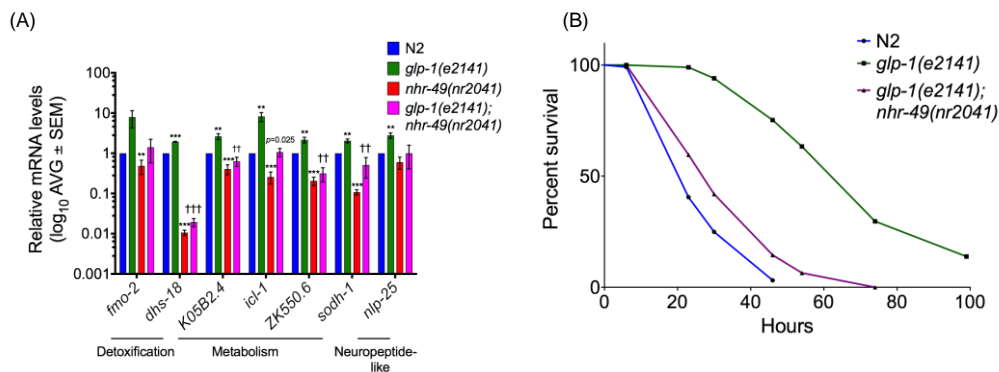 (A)
N2
glp-1(e2141)
nhr-49(nr2041)
glp-1(e2141);
nhr-49(nr2041)
Relative mRNA levels
(log10 AVG ± SEM)
100
10
1
0.1
0.01
0.001
**
***
***
†††
**
***
††
**
***
p=0.025
**
***
††
**
***
††
**
fmo-2
dhs-18
K05B2.4
icl-1
ZK550.6
sodh-1
nlp-25
Detoxification
Metabolism
Neuropeptide-
like
(B)
N2
glp-1(e2141)
glp-1(e2141);
nhr-49(nr2041)
Percent survival
100
50
0
0
20
40
60
80
100
Hours